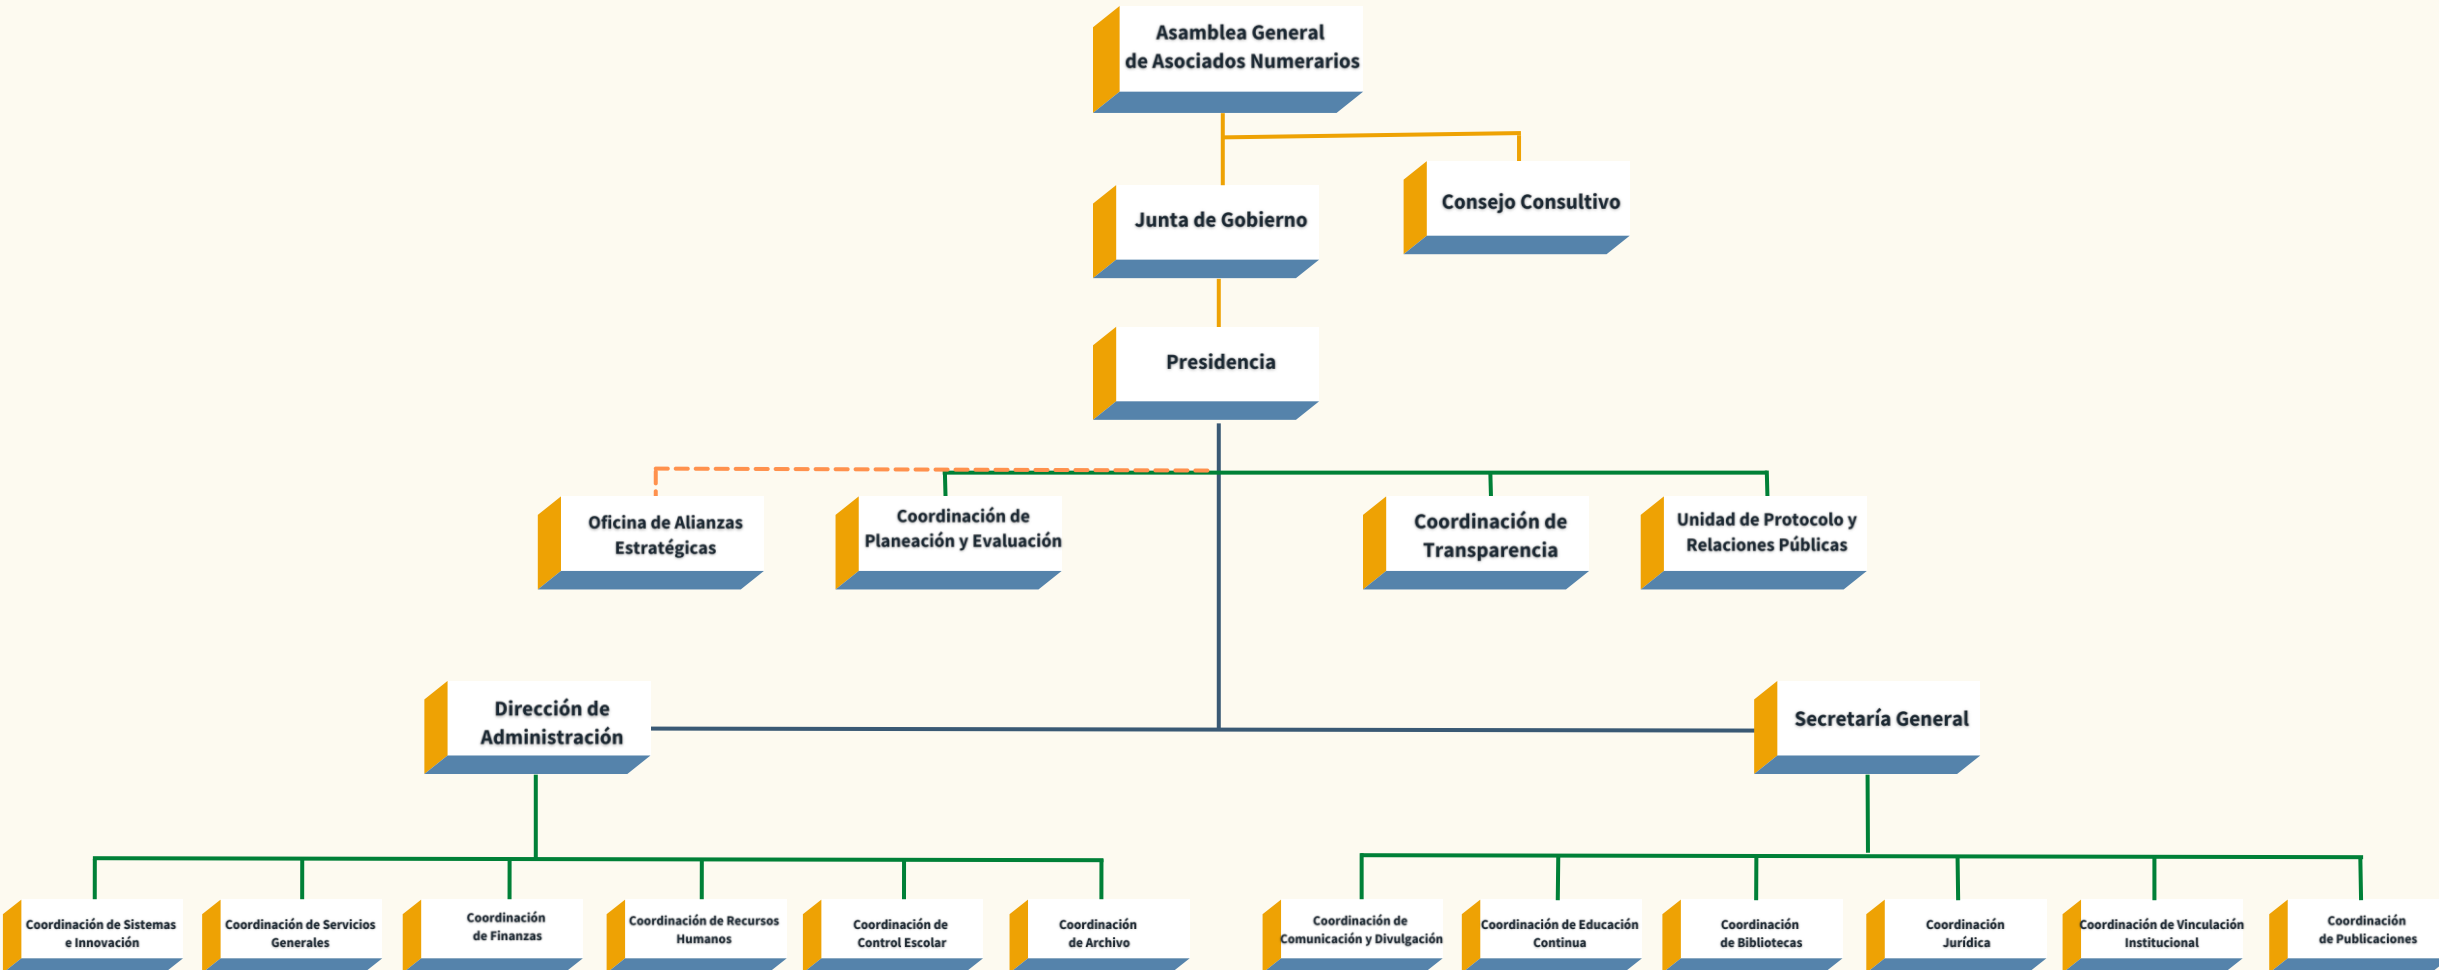 Asamblea General
de Asociados Numerarios
Consejo Consultivo
Junta de Gobierno
Presidencia
Oficina de Alianzas
Estratégicas
Coordinación de
Planeación y Evaluación
Coordinación de
Transparencia
Unidad de Protocolo y
Relaciones Públicas
Dirección de
Administración
Secretaría General
Coordinación de Sistemas
e Innovación
Coordinación de Servicios
Generales
Coordinación
de Finanzas
Coordinación de Recursos
Humanos
Coordinación de
Control Escolar
Coordinación
de Archivo
Coordinación de
Comunicación y Divulgación
Coordinación de Educación
Continua
Coordinación
de Bibliotecas
Coordinación
Jurídica
Coordinación de Vinculación
Institucional
Coordinación
de Publicaciones